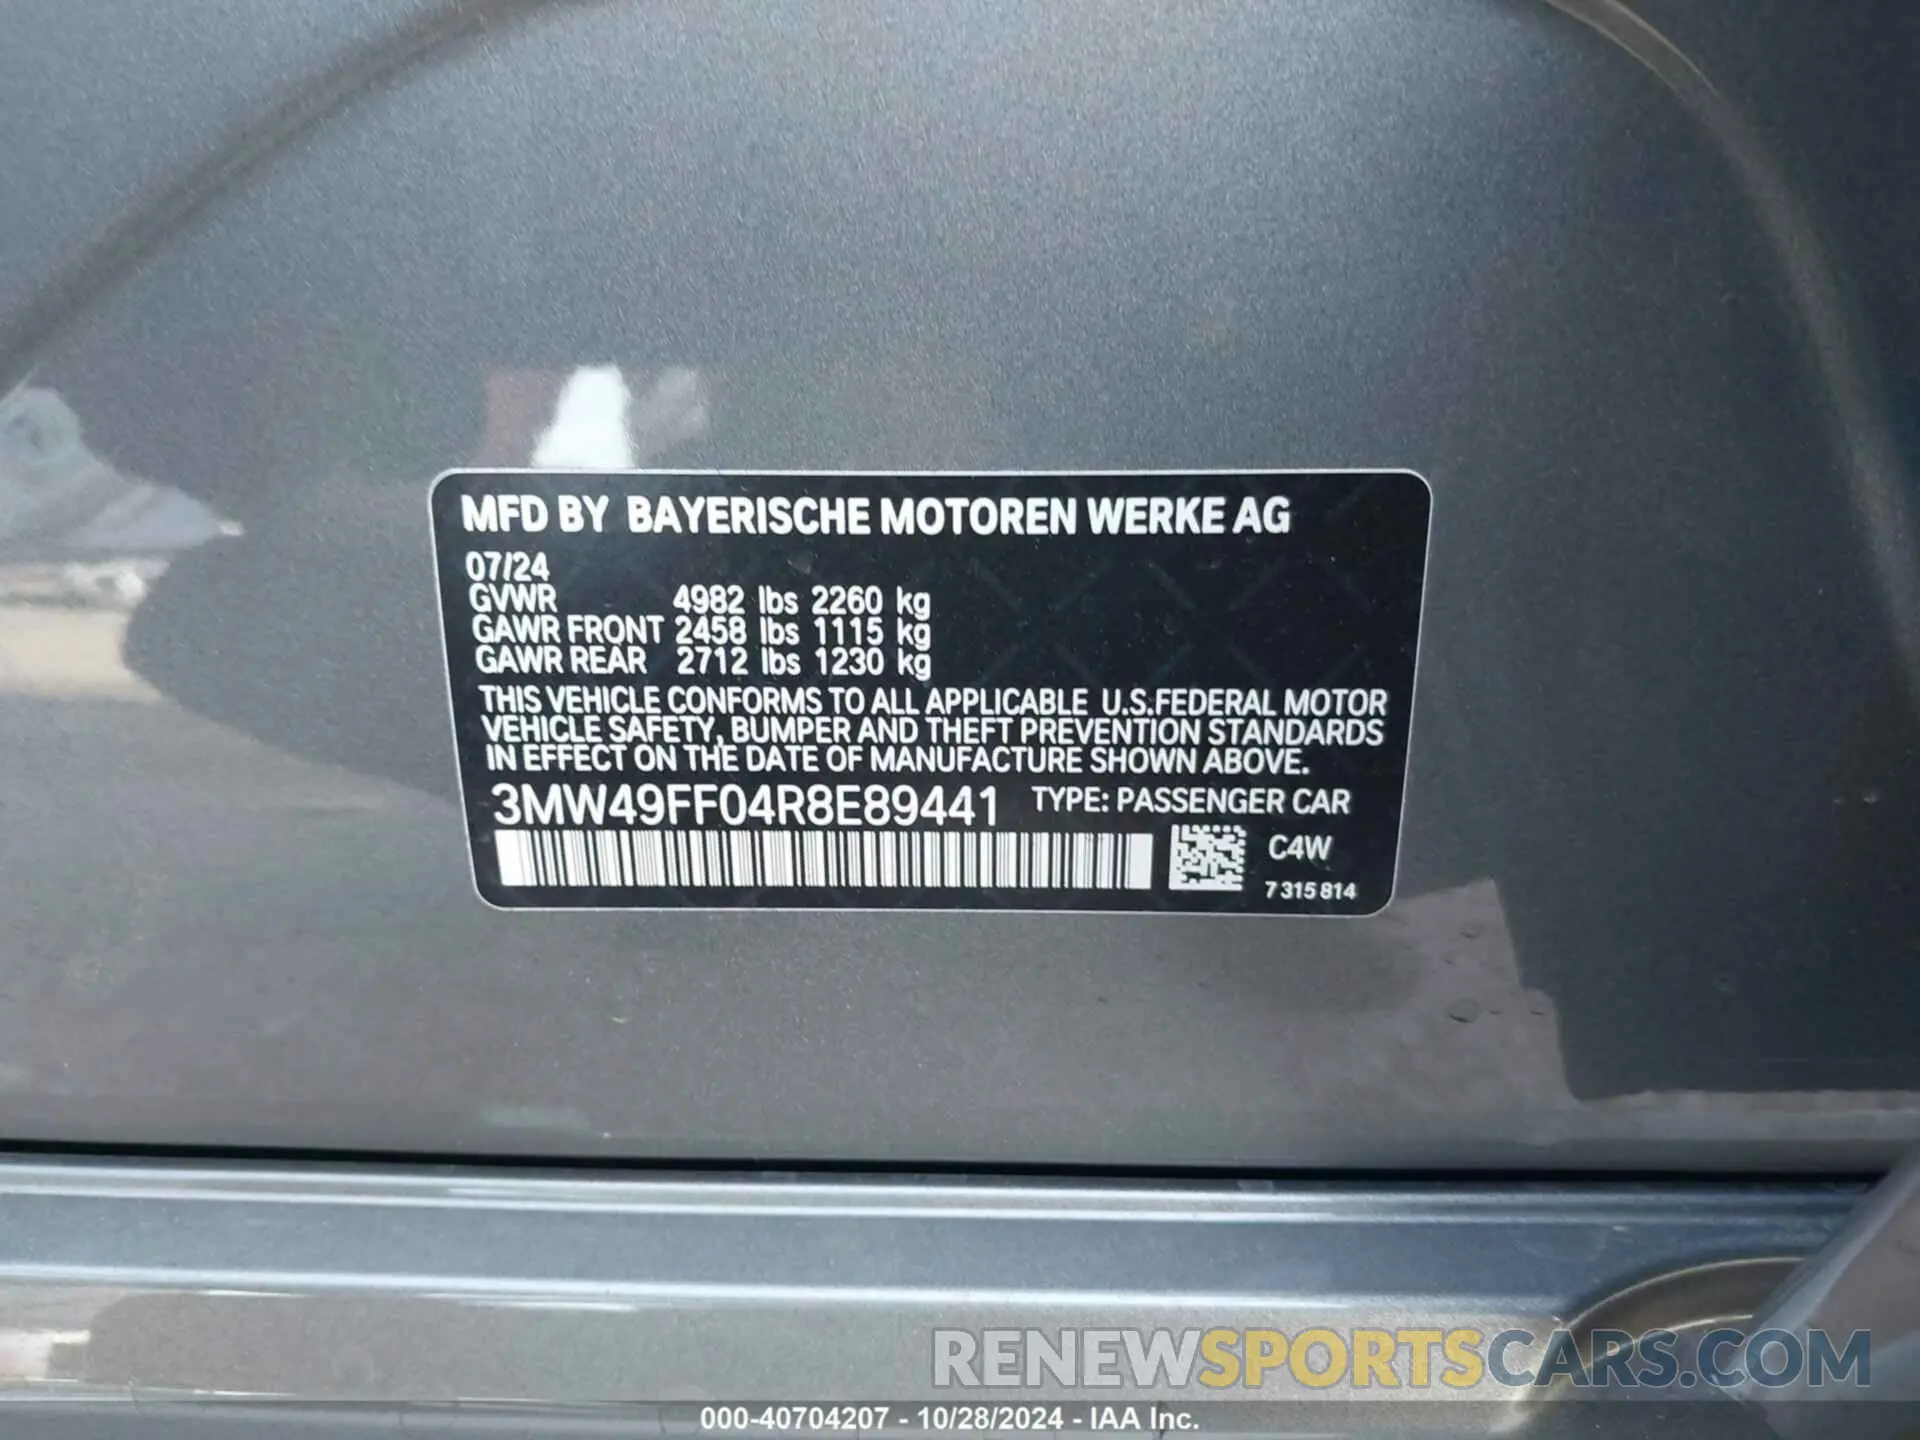 MFD BY BAYERISCHE MOTOREN WERKE AG
07/24
GVWR 4982 lbs 2260 kg
GAWR FRONT 2458 lbs 1115 kg
GAWR REAR 2712 lbs 1230 kg
THIS VEHICLE CONFORMS TO ALL APPLICABLE U.S.FEDERAL MOTOR
VEHICLE SAFETY, BUMPER AND THEFT PREVENTION STANDARDS
IN EFFECT ON THE DATE OF MANUFACTURE SHOWN ABOVE.
3MW49FF04R8E89441 TYPE: PASSENGER CAR
C4W
7 315 814
RENEWSPORTSCARS.COM
000-40704207 - 10/28/2024 - IAA Inc.